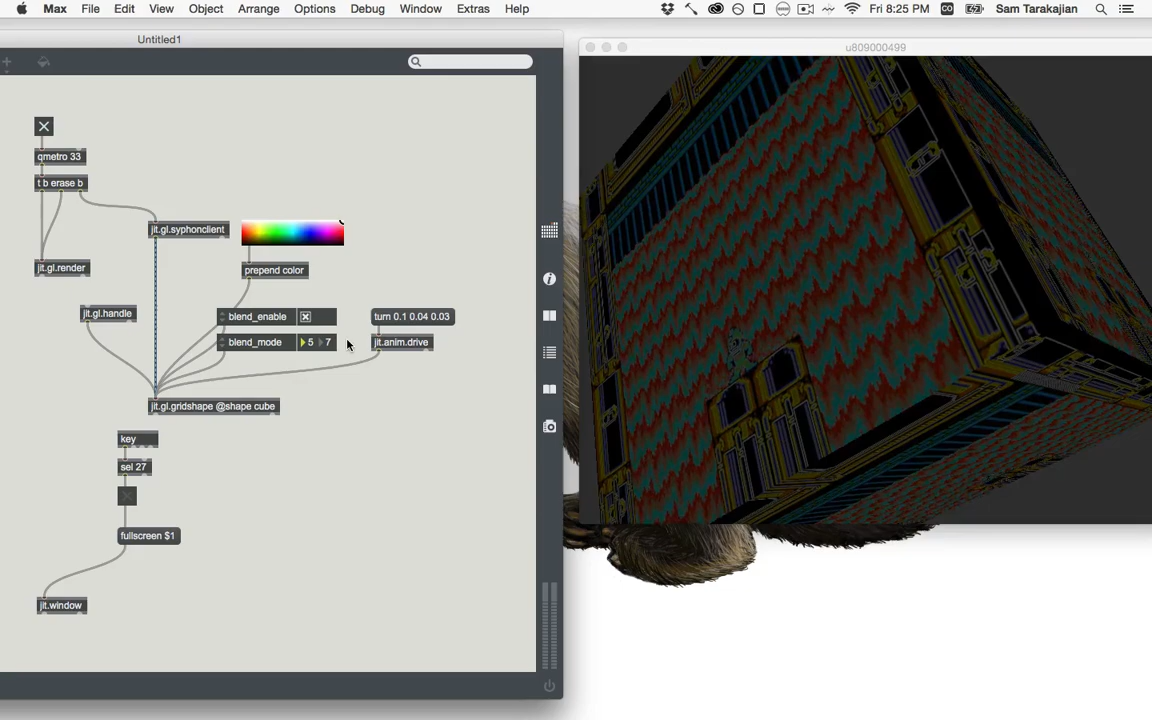 Max File Edit View Object Arrange Options Debug Window Extras Help Fri 8:25 PM Sam Tarakajian
Untitled1
u809000499
qmetro 33
t b erase b
jit.gl.syphonclient
jit.gl.render
prepend color
jit.gl.handle
blend_enable
turn 0.1 0.04 0.03
blend_mode 5 7
jit.anim.drive
jit.gl.gridshape @shape cube
key
sel 27
fullscreen $1
jit.window